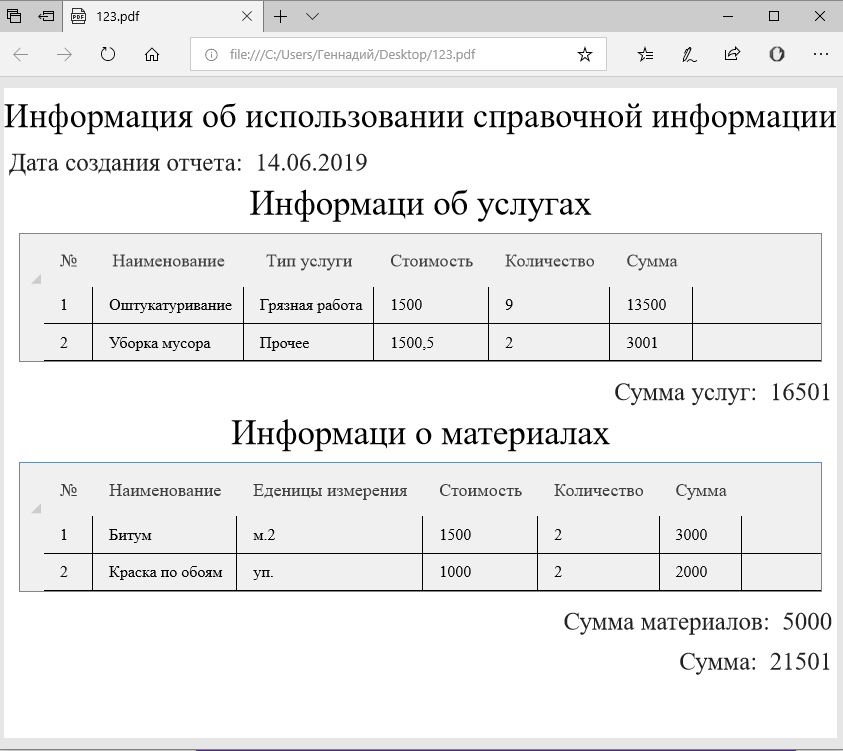 123.pdf
file:///C:/Users/Геннадий/Desktop/123.pdf
Информация об использовании справочной информации
Дата создания отчета: 14.06.2019
Информаци об услугах
№ Наименование Тип услуги Стоимость Количество Сумма
1 Оштукатуривание Грязная работа 1500 9 13500
2 Уборка мусора Прочее 1500,5 2 3001
Сумма услуг: 16501
Информаци о материалах
№ Наименование Еденицы измерения Стоимость Количество Сумма
1 Битум м.2 1500 2 3000
2 Краска по обоям уп. 1000 2 2000
Сумма материалов: 5000
Сумма: 21501